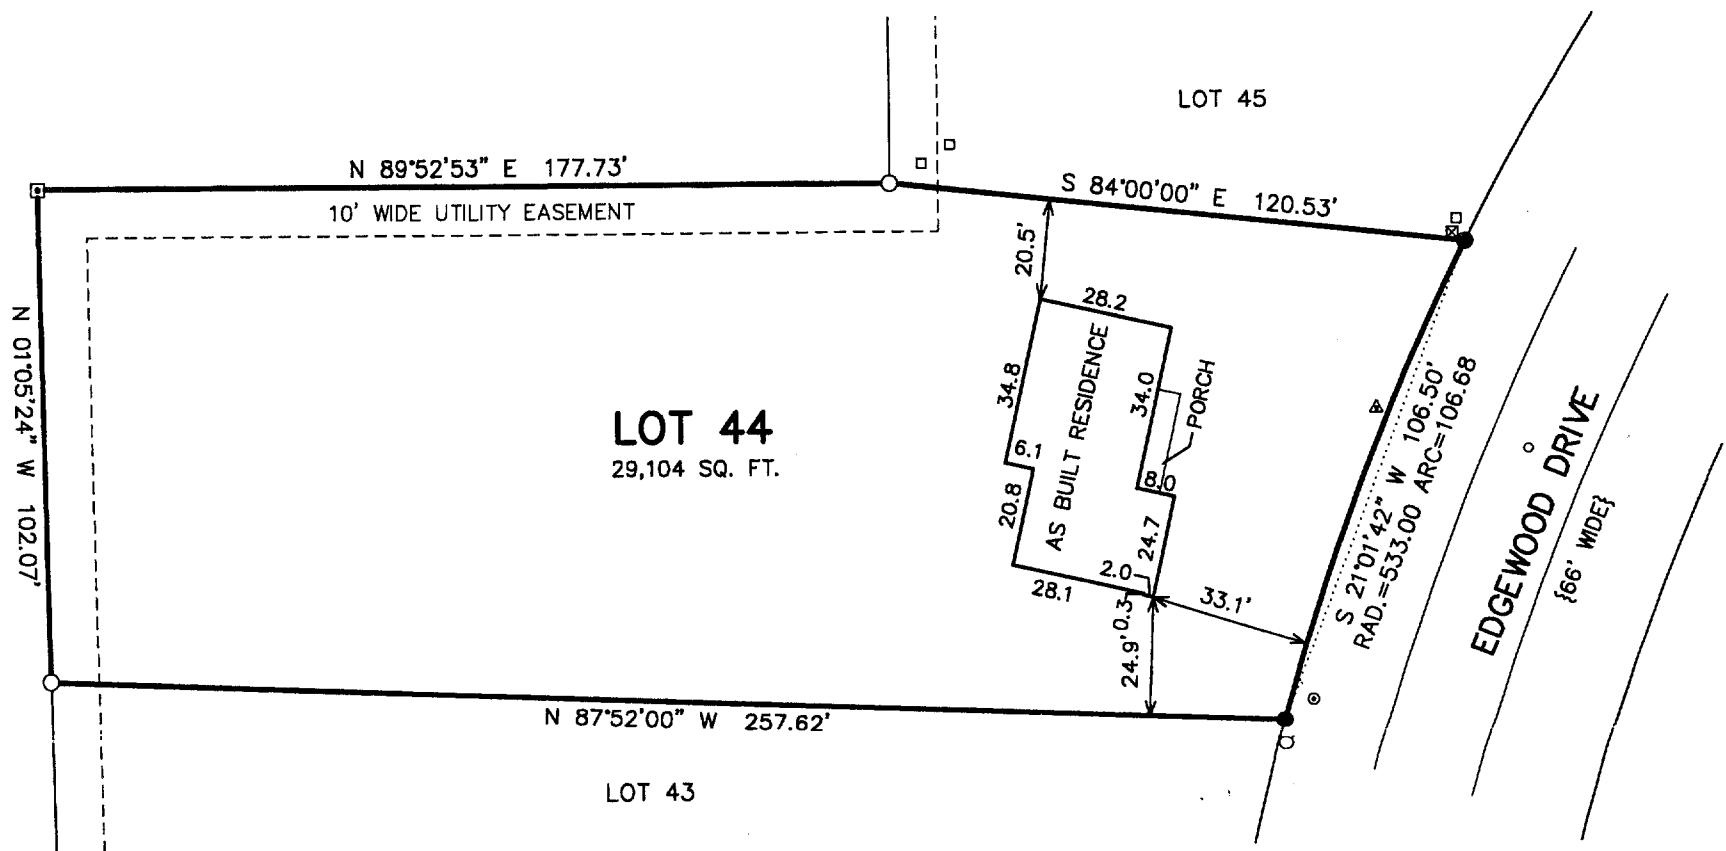 LOT 45
N 89°52'53" E 177.73'
S 84°00'00" E 120.53'
10' WIDE UTILITY EASEMENT
20.5'
28.2
N 01°05'24" W 102.07'
LOT 44
29,104 SQ. FT.
34.8
AS BUILT RESIDENCE
34.0
PORCH
6.1
8.0
20.8
24.7
2.0
28.1
0.3
24.9'
33.1'
S 21°01'42" W 106.50'
RAD.=533.00 ARC=106.68
EDGEWOOD DRIVE
{66' WIDE}
N 87°52'00" W 257.62'
LOT 43